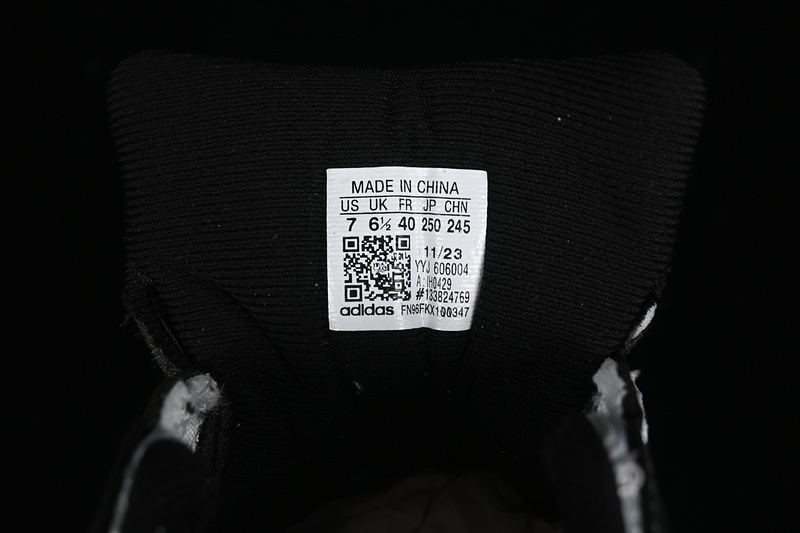 MADE IN CHINA
US UK FR JP CHN
7 6½ 40 250 245
11/23
YYJ 606004
A: IH0429
#133824769
adidas FN96FKX100347